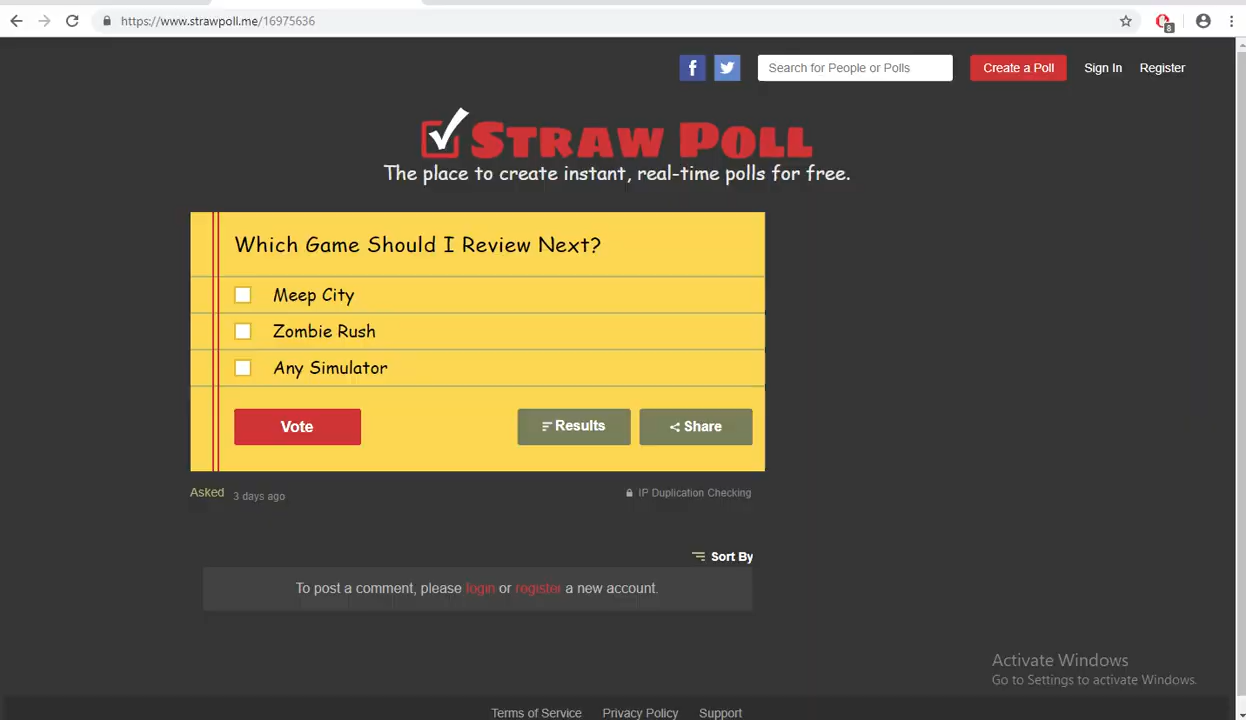 https://www.strawpoll.me/16975636
8
f
Search for People or Polls
Create a Poll
Sign In
Register
STRAW POLL
The place to create instant, real-time polls for free.
Which Game Should I Review Next?
Meep City
Zombie Rush
Any Simulator
Vote
Results
Share
Asked
3 days ago
IP Duplication Checking
Sort By
To post a comment, please login or register a new account.
Activate Windows
Go to Settings to activate Windows.
Terms of Service
Privacy Policy
Support